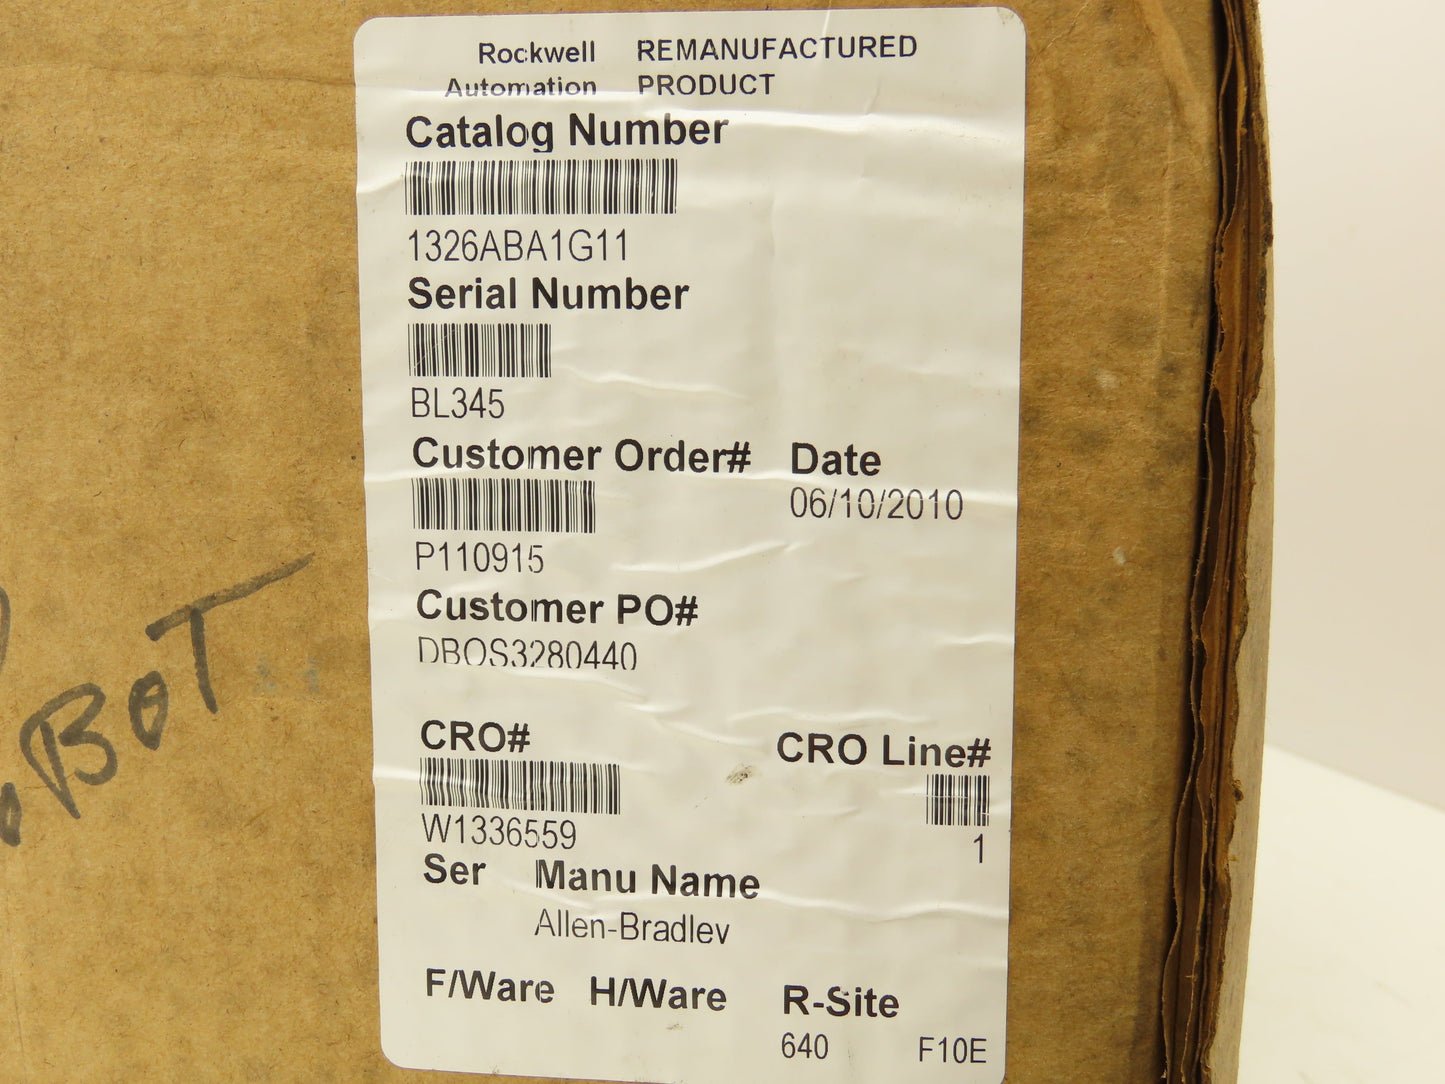 Rockwell REMANUFACTURED
Automation PRODUCT
Catalog Number
1326ABA1G11
Serial Number
BL345
Customer Order# Date
06/10/2010
P110915
Customer PO#
DBOS3280440
CRO# CRO Line#
W1336559 1
Ser Manu Name
Allen-Bradley
F/Ware H/Ware R-Site
640 F10E
BOT